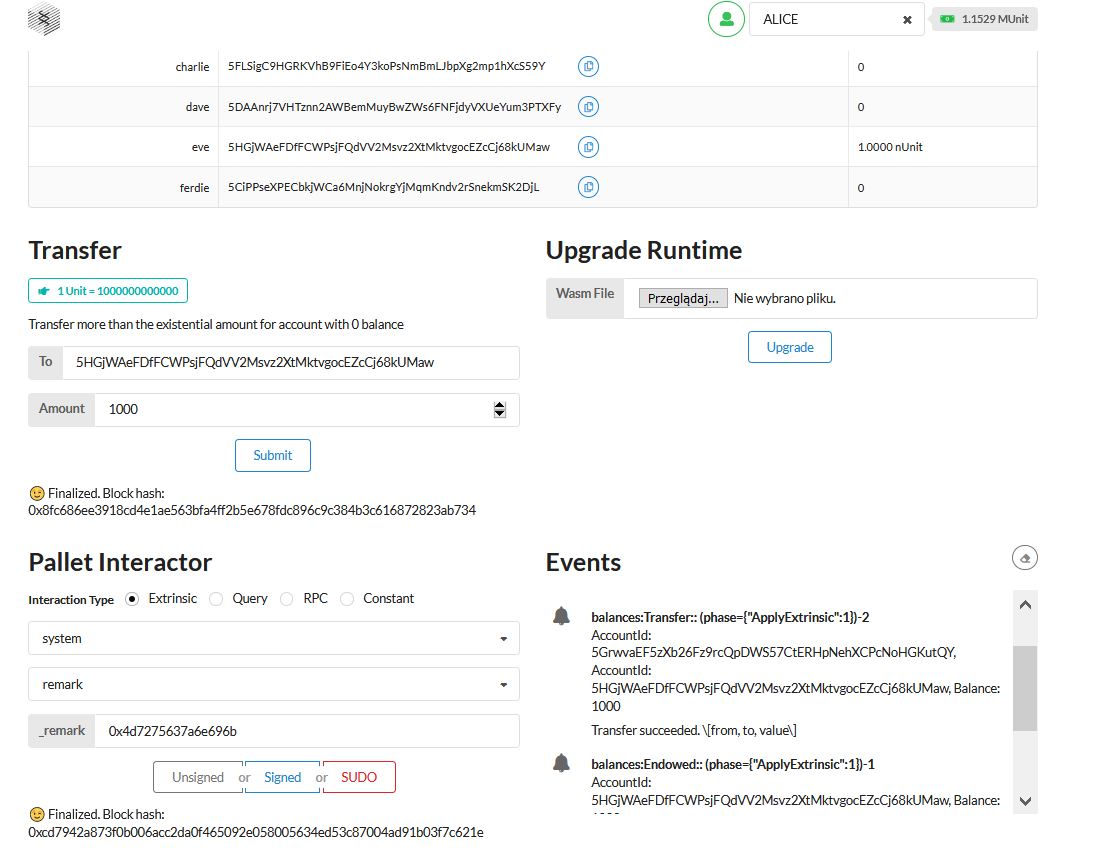 ALICE
1.1529 MUnit
charlie 5FLSigC9HGRKVhB9FiEo4Y3koPsNmBmLJbpXg2mp1hXcS59Y 0
dave 5DAAnrj7VHTznn2AWBemMuyBwZWs6FNFjdyVXUeYum3PTXFy 0
eve 5HGjWAeFDfFCWPsjFQdVV2Msvz2XtMktvgocEZcCj68kUMaw 1.0000 nUnit
ferdie 5CiPPseXPECbkjWCa6MnjNokrgYjMqmKndv2rSnekmSK2DjL 0
Transfer
1 Unit = 1000000000000
Transfer more than the existential amount for account with 0 balance
To 5HGjWAeFDfFCWPsjFQdVV2Msvz2XtMktvgocEZcCj68kUMaw
Amount 1000
Submit
Finalized. Block hash:
0x8fc686ee3918cd4e1ae563bfa4ff2b5e678fdc896c9c384b3c616872823ab734
Upgrade Runtime
Wasm File Przeglądaj... Nie wybrano pliku.
Upgrade
Pallet Interactor
Interaction Type Extrinsic Query RPC Constant
system
remark
_remark 0x4d7275637a6e696b
Unsigned or Signed or SUDO
Finalized. Block hash:
0xcd7942a873f0b006acc2da0f465092e058005634ed53c87004ad91b03f7c621e
Events
balances:Transfer:: (phase={"ApplyExtrinsic":1})-2
AccountId:
5GrwvaEF5zXb26Fz9rcQpDWS57CtERHpNehXCPcNoHGKutQY,
AccountId:
5HGjWAeFDfFCWPsjFQdVV2Msvz2XtMktvgocEZcCj68kUMaw, Balance:
1000
Transfer succeeded. \[from, to, value\]
balances:Endowed:: (phase={"ApplyExtrinsic":1})-1
AccountId:
5HGjWAeFDfFCWPsjFQdVV2Msvz2XtMktvgocEZcCj68kUMaw, Balance: